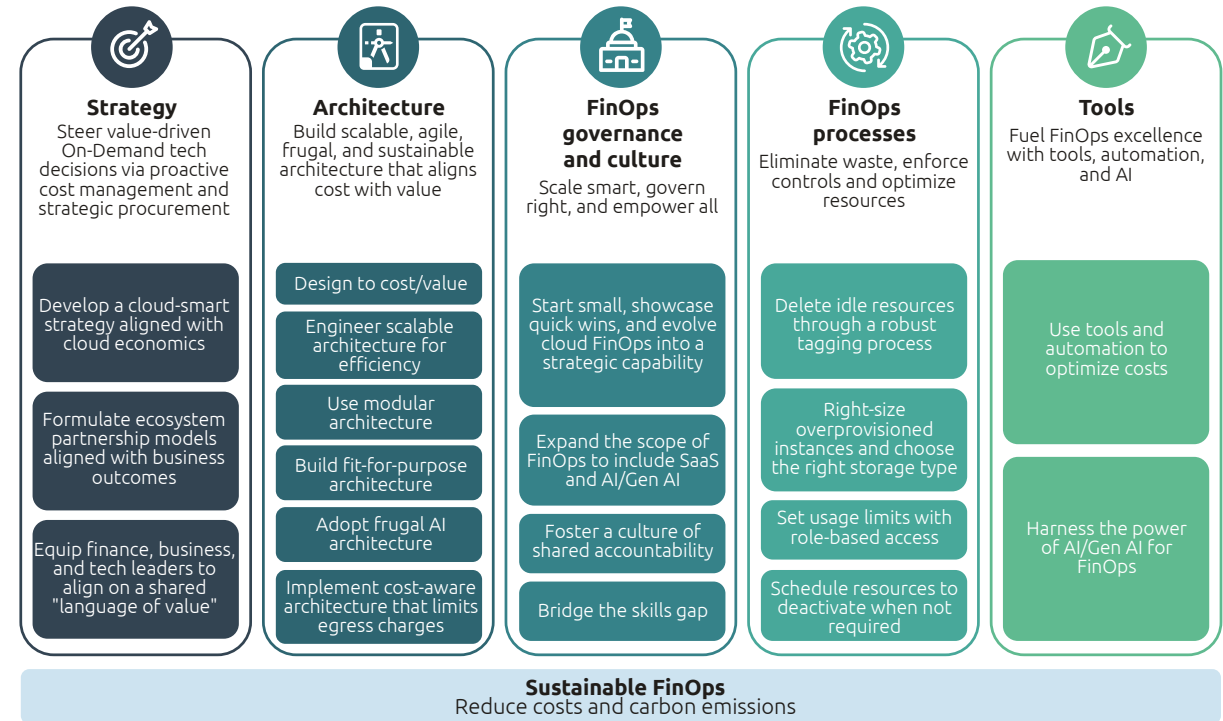 Strategy
Steer value-driven
On-Demand tech
decisions via proactive
cost management and
strategic procurement
Develop a cloud-smart
strategy aligned with
cloud economics
Formulate ecosystem
partnership models
aligned with business
outcomes
Equip finance, business,
and tech leaders to
align on a shared
"language of value"
Architecture
Build scalable, agile,
frugal, and sustainable
architecture that aligns
cost with value
Design to cost/value
Engineer scalable
architecture for
efficiency
Use modular
architecture
Build fit-for-purpose
architecture
Adopt frugal AI
architecture
Implement cost-aware
architecture that limits
egress charges
FinOps
governance
and culture
Scale smart, govern
right, and empower all
Start small, showcase
quick wins, and evolve
cloud FinOps into a
strategic capability
Expand the scope of
FinOps to include SaaS
and AI/Gen AI
Foster a culture of
shared accountability
Bridge the skills gap
FinOps
processes
Eliminate waste, enforce
controls and optimize
resources
Delete idle resources
through a robust
tagging process
Right-size
overprovisioned
instances and choose
the right storage type
Set usage limits with
role-based access
Schedule resources to
deactivate when not
required
Tools
Fuel FinOps excellence
with tools, automation,
and AI
Use tools and
automation to
optimize costs
Harness the power
of AI/Gen AI for
FinOps
Sustainable FinOps
Reduce costs and carbon emissions